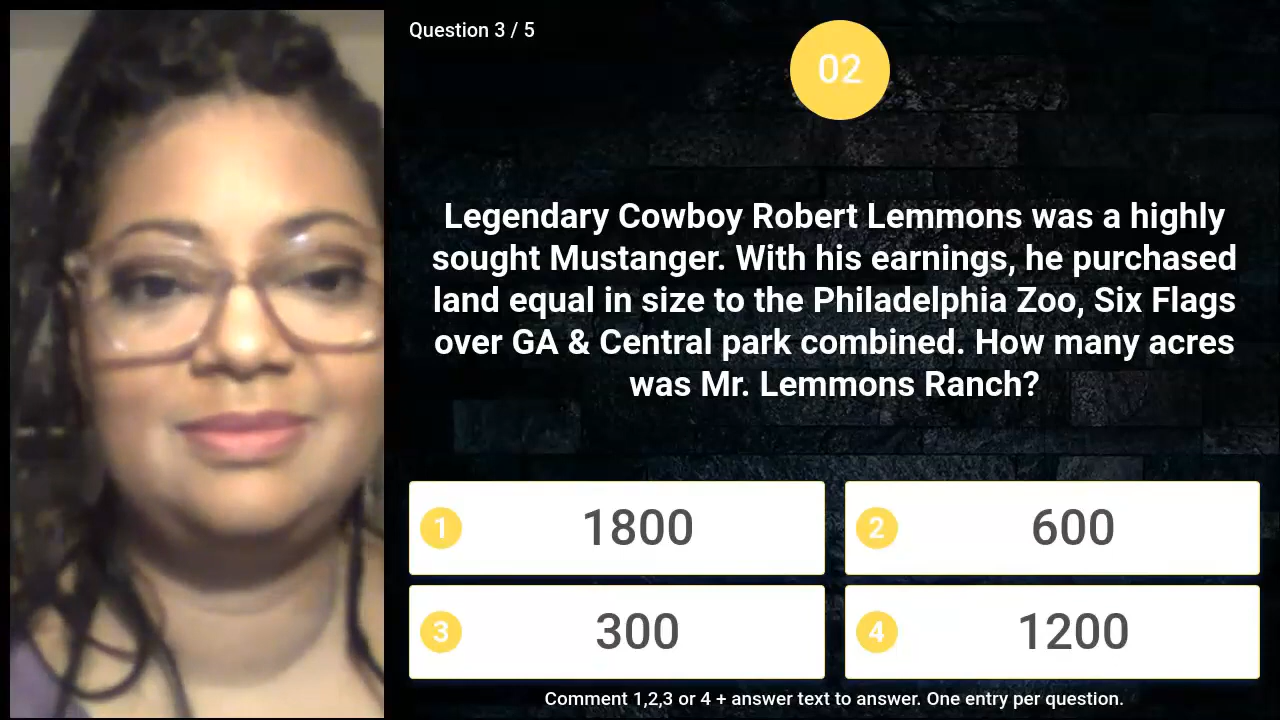 Question 3 / 5
02
Legendary Cowboy Robert Lemmons was a highly
sought Mustanger. With his earnings, he purchased
land equal in size to the Philadelphia Zoo, Six Flags
over GA & Central park combined. How many acres
was Mr. Lemmons Ranch?
1 1800
2 600
3 300
4 1200
Comment 1,2,3 or 4 + answer text to answer. One entry per question.